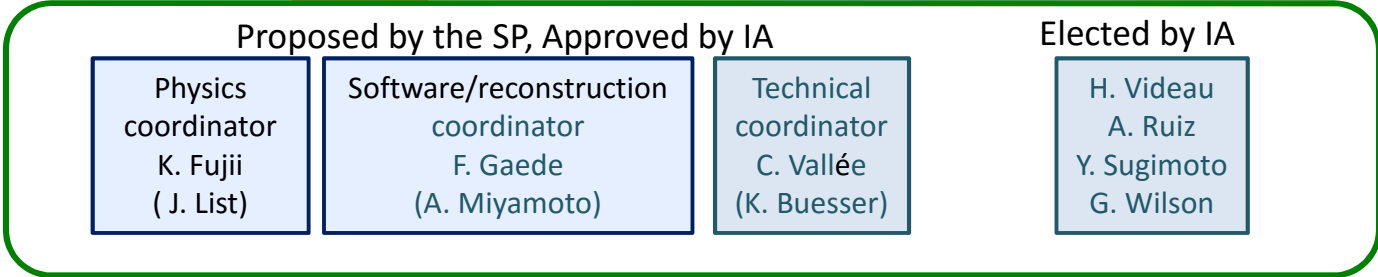 Proposed by the SP, Approved by IA
Elected by IA
Physics
coordinator
K. Fujii
( J. List)
Software/reconstruction
coordinator
F. Gaede
(A. Miyamoto)
Technical
coordinator
C. Vallée
(K. Buesser)
H. Videau
A. Ruiz
Y. Sugimoto
G. Wilson